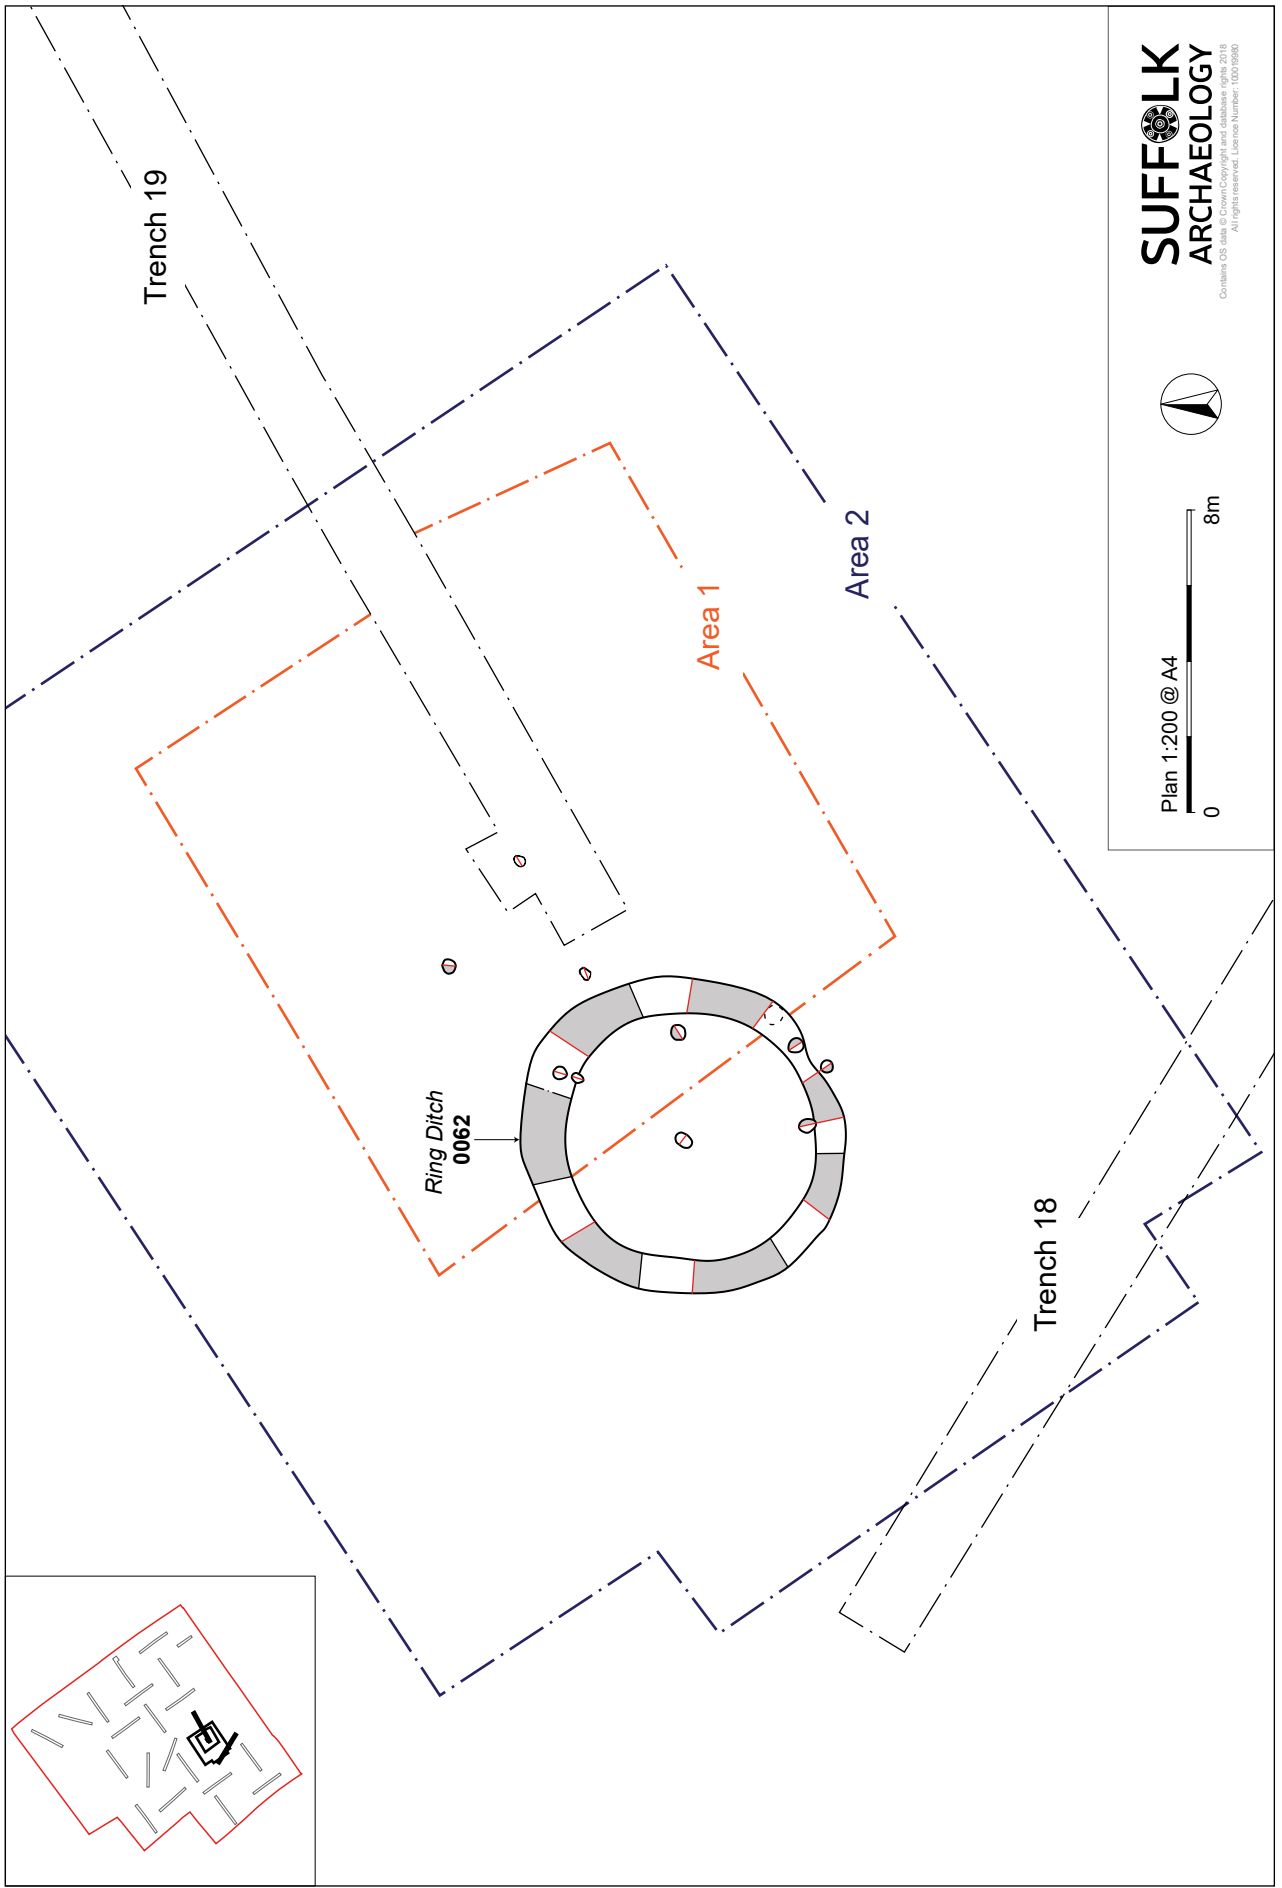 Trench 19
Area 1
Area 2
Ring Ditch
0062
Trench 18
Plan 1:200 @ A4
0
8m
SUFFOLK
ARCHAEOLOGY
Contains OS data © Crown Copyright and database rights 2018
All rights reserved. Licence Number: 100019980